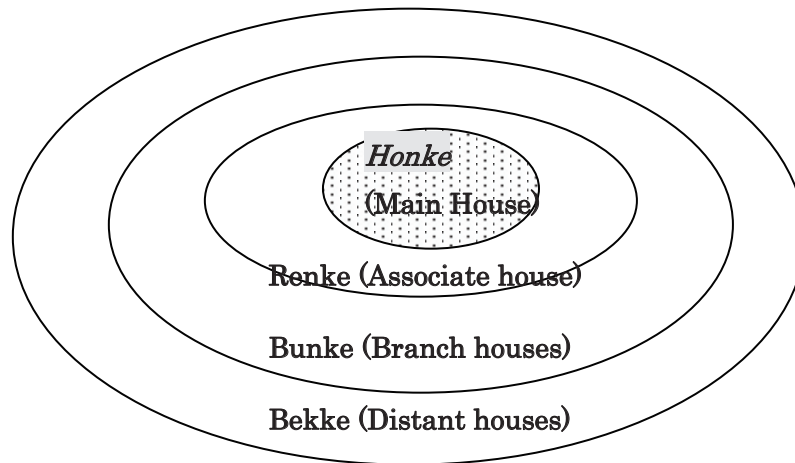 Honke
(Main House)
Renke (Associate house)
Bunke (Branch houses)
Bekke (Distant houses)